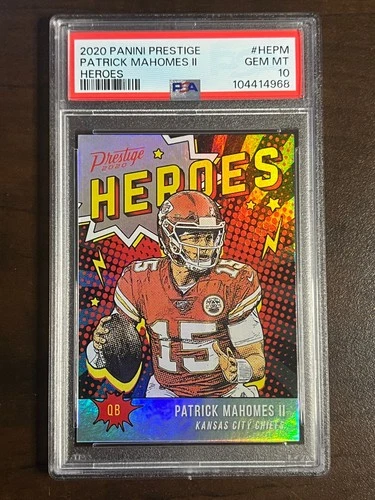 2020 PANINI PRESTIGE #HEPM
PATRICK MAHOMES II GEM MT
HEROES 10
PSA 104414968
Prestige
2020
HEROES
15
15
QB
PATRICK MAHOMES II
KANSAS CITY CHIEFS